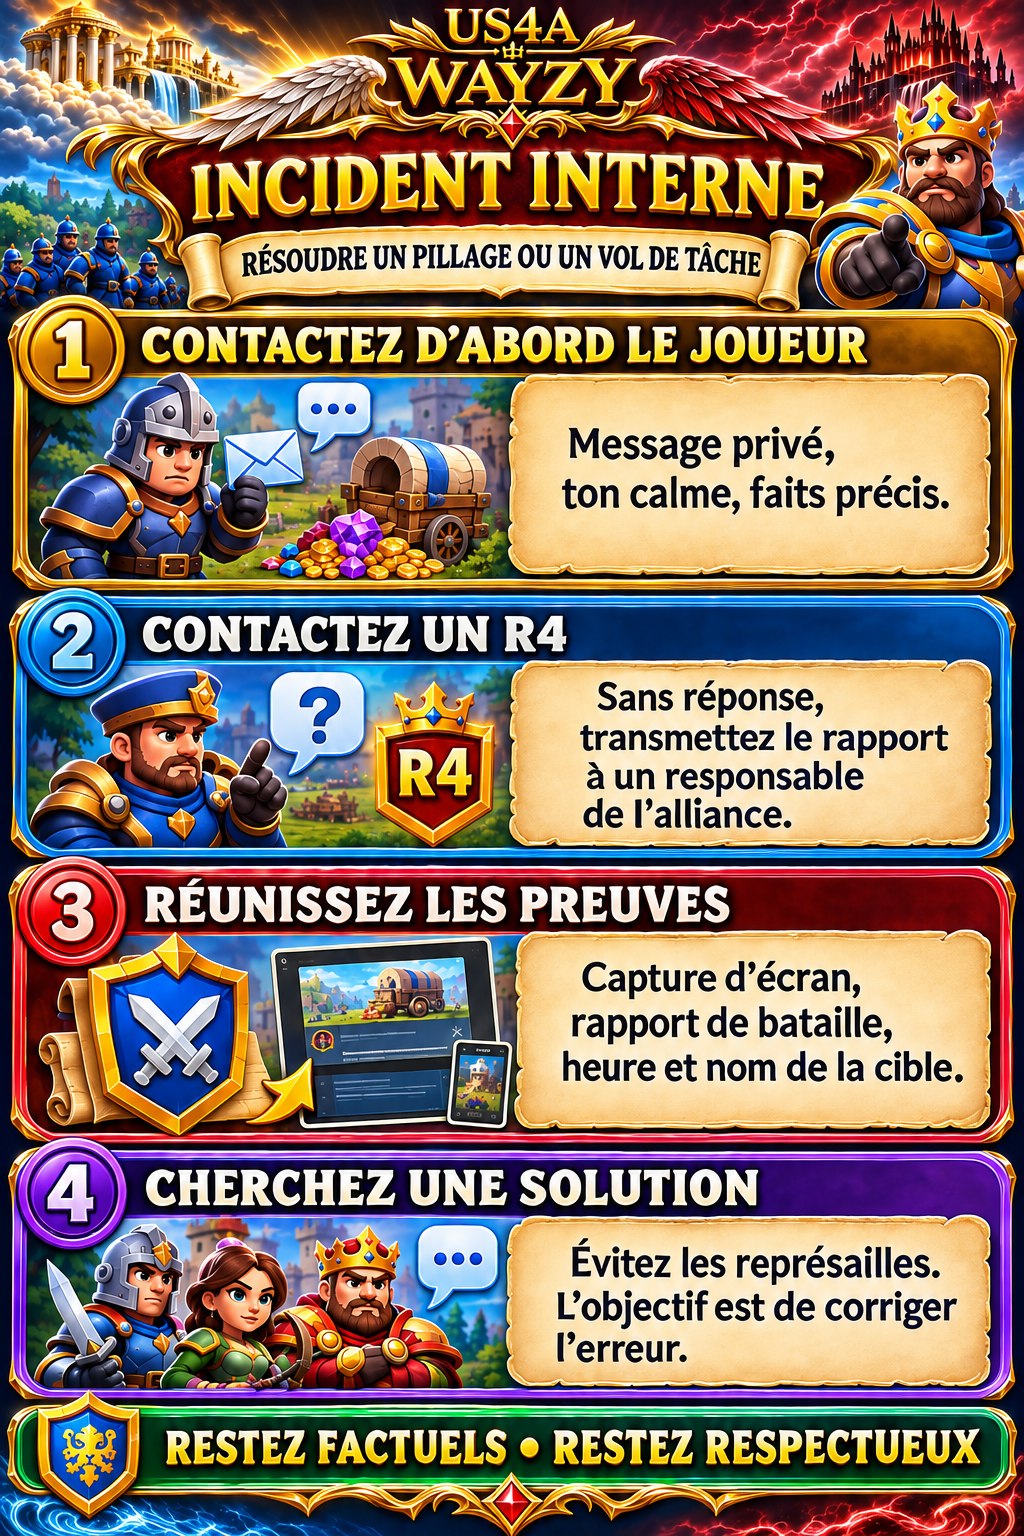 US4A
WAYZY
INCIDENT INTERNE
RÉSOUDRE UN PILLAGE OU UN VOL DE TÂCHE
1
CONTACTEZ D'ABORD LE JOUEUR
Message privé,
ton calme, faits précis.
2
CONTACTEZ UN R4
?
R4
Sans réponse,
transmettez le rapport
à un responsable
de l'alliance.
3
RÉUNISSEZ LES PREUVES
Capture d'écran,
rapport de bataille,
heure et nom de la cible.
4
CHERCHEZ UNE SOLUTION
Évitez les représailles.
L'objectif est de corriger
l'erreur.
RESTEZ FACTUELS • RESTEZ RESPECTUEUX